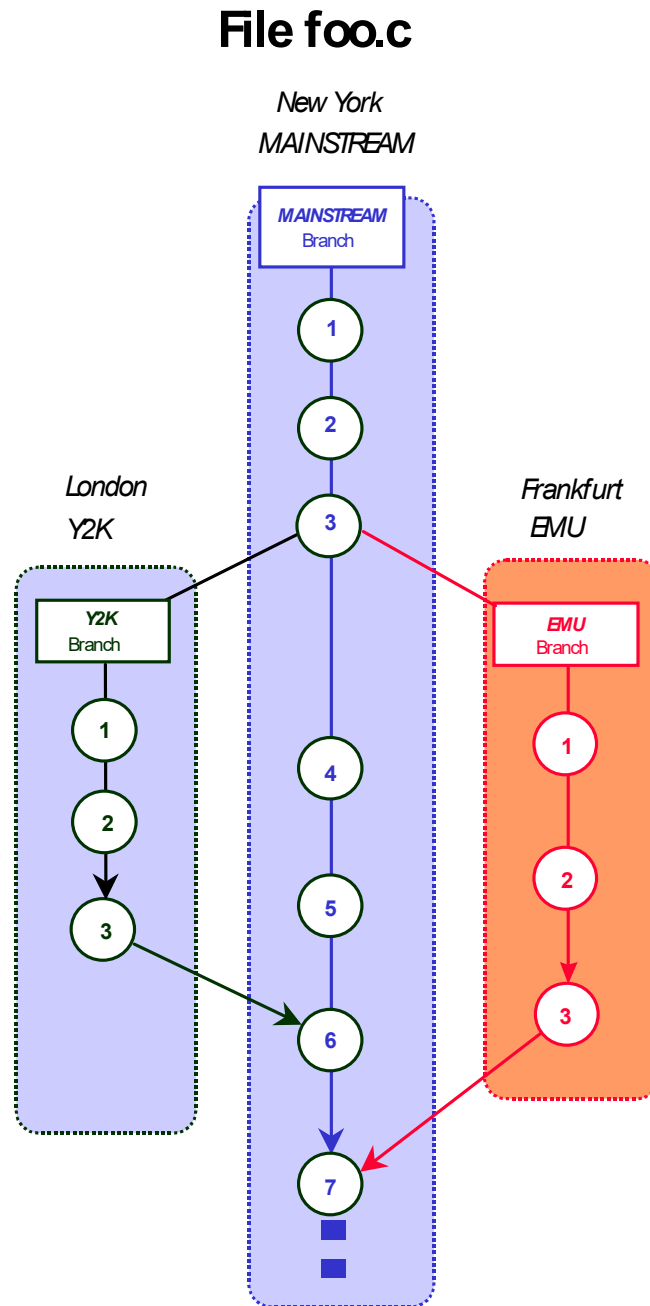 File foo.c
New York
MAINSTREAM
MAINSTREAM
Branch
1
2
3
London
Y2K
Frankfurt
EMU
Y2K
Branch
1
2
3
EMU
Branch
1
2
3
4
5
6
7